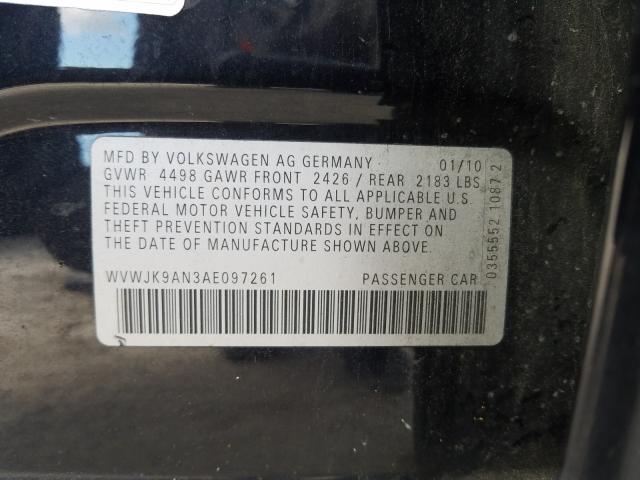 MFD BY VOLKSWAGEN AG GERMANY 01/10
GVWR 4498 GAWR FRONT 2426 / REAR 2183 LBS
THIS VEHICLE CONFORMS TO ALL APPLICABLE U.S.
FEDERAL MOTOR VEHICLE SAFETY, BUMPER AND
THEFT PREVENTION STANDARDS IN EFFECT ON
THE DATE OF MANUFACTURE SHOWN ABOVE.
WVWJK9AN3AE097261 PASSENGER CAR
0355552 1087 2